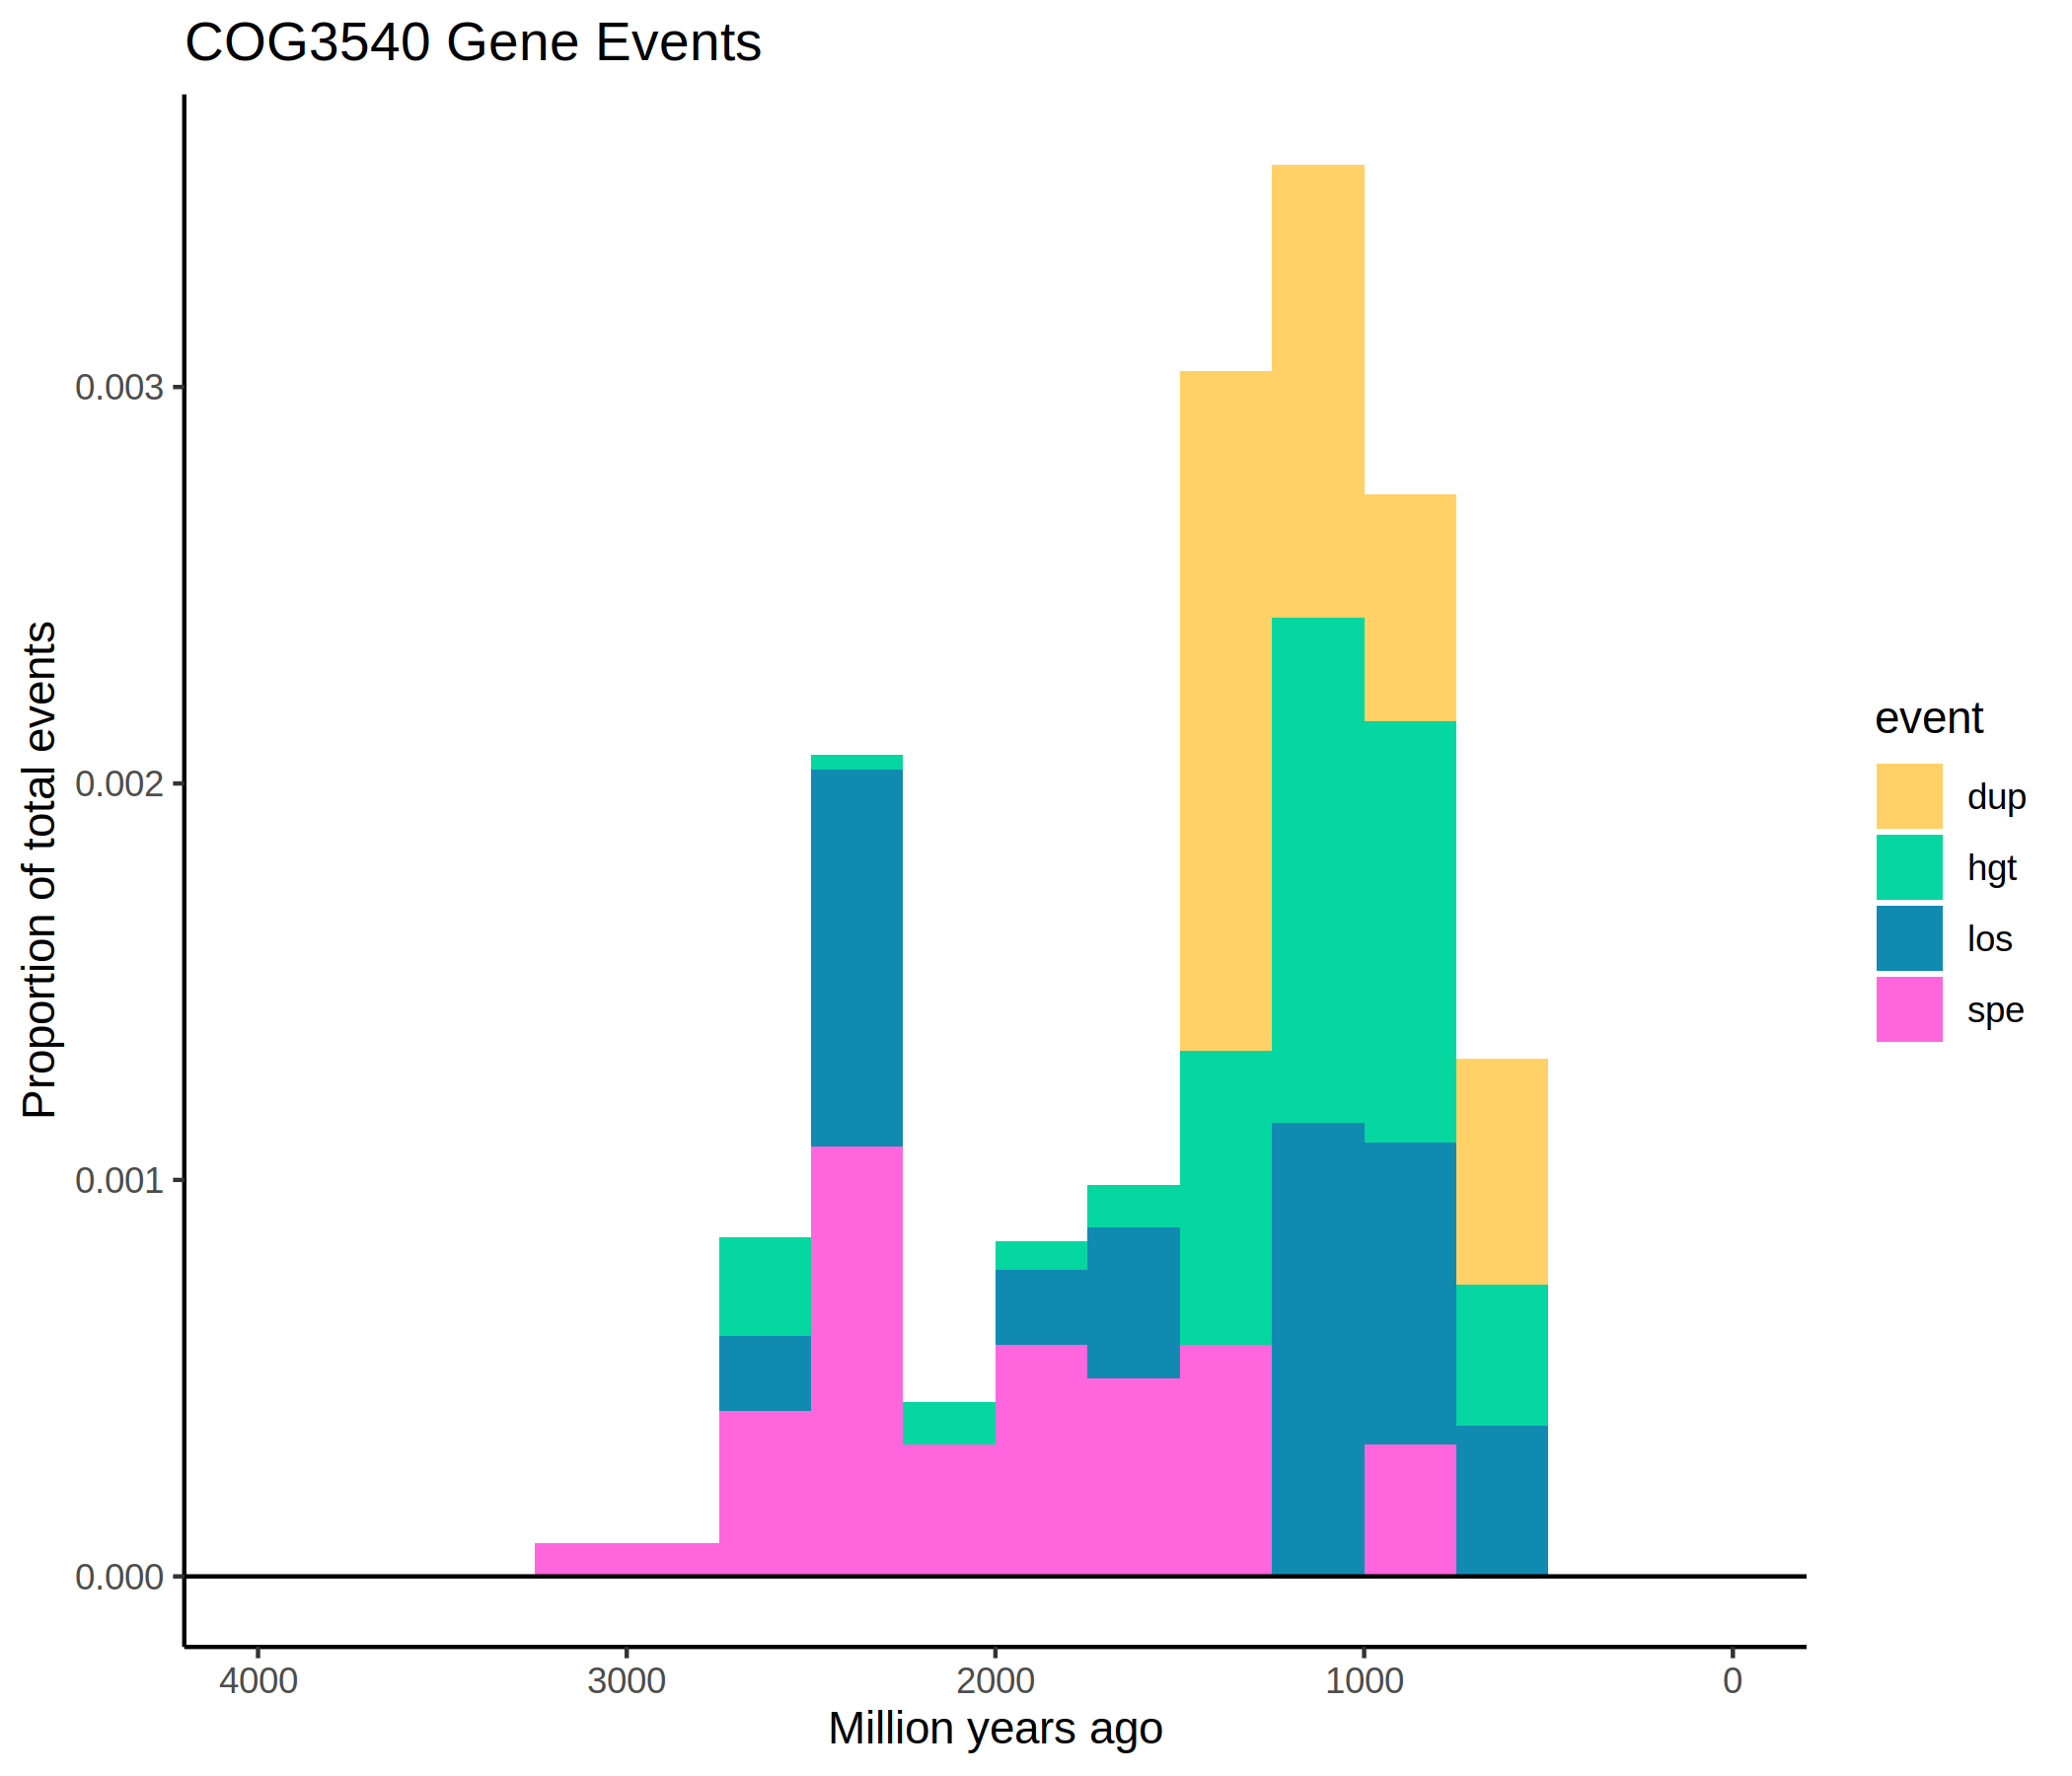 COG3540 Gene Events
Proportion of total events
0.003
0.002
0.001
0.000
4000 3000 2000 1000 0
Million years ago
event
dup
hgt
los
spe